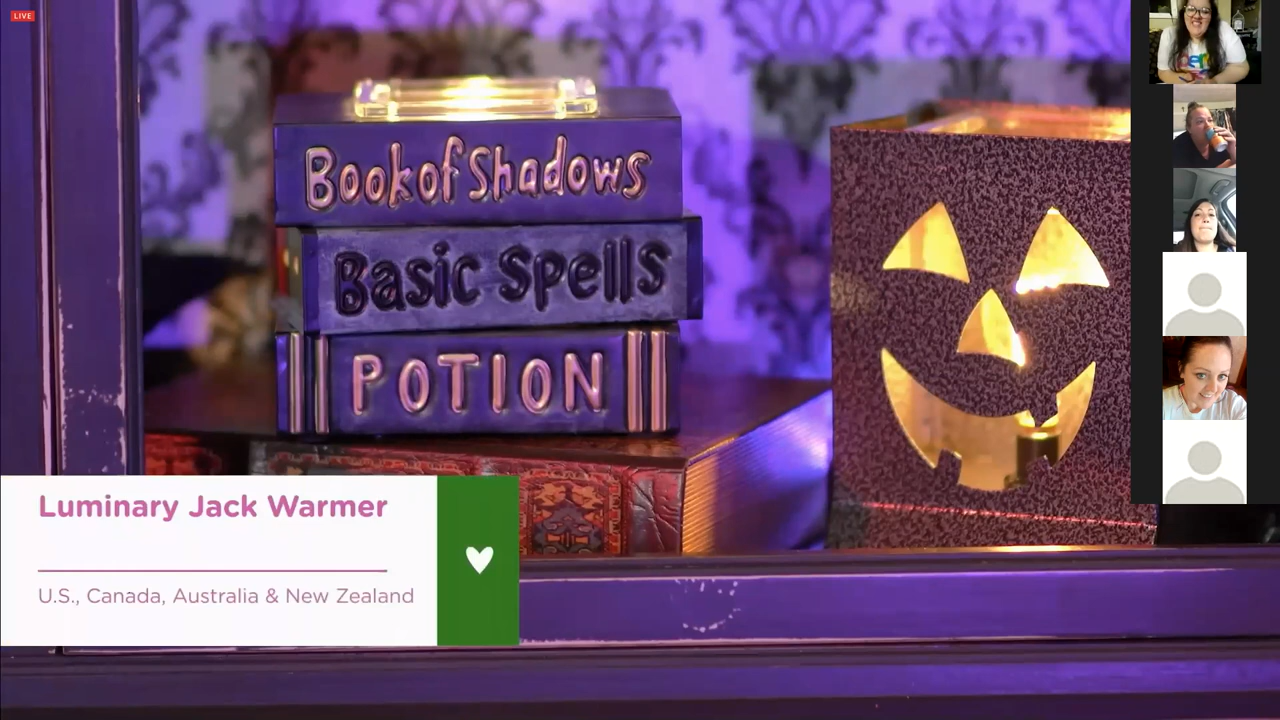 LIVE
Book of Shadows
Basic Spells
POTION
Luminary Jack Warmer
U.S., Canada, Australia & New Zealand